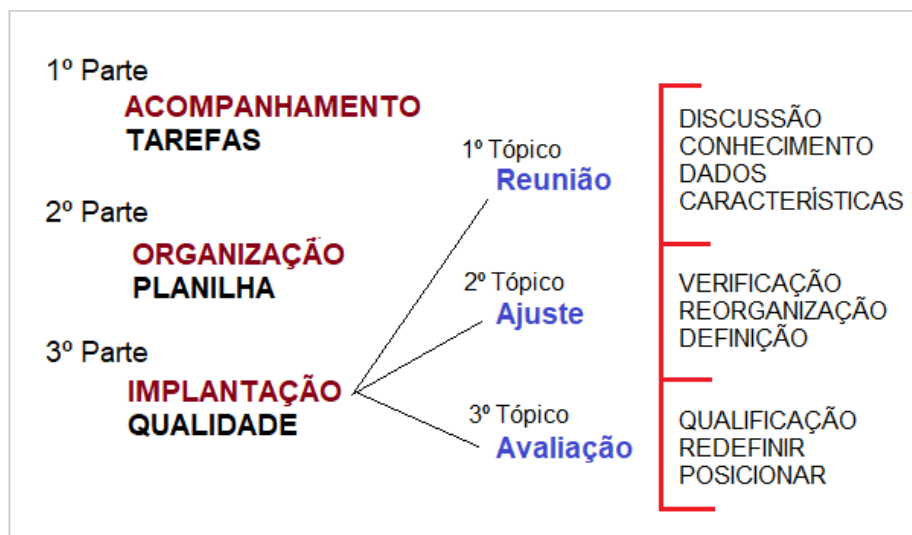 1º Parte
ACOMPANHAMENTO
TAREFAS
2º Parte
ORGANIZAÇÃO
PLANILHA
3º Parte
IMPLANTAÇÃO
QUALIDADE
1º Tópico
Reunião
2º Tópico
Ajuste
3º Tópico
Avaliação
DISCUSSÃO
CONHECIMENTO
DADOS
CARACTERÍSTICAS
VERIFICAÇÃO
REORGANIZAÇÃO
DEFINIÇÃO
QUALIFICAÇÃO
REDEFINIR
POSICIONAR